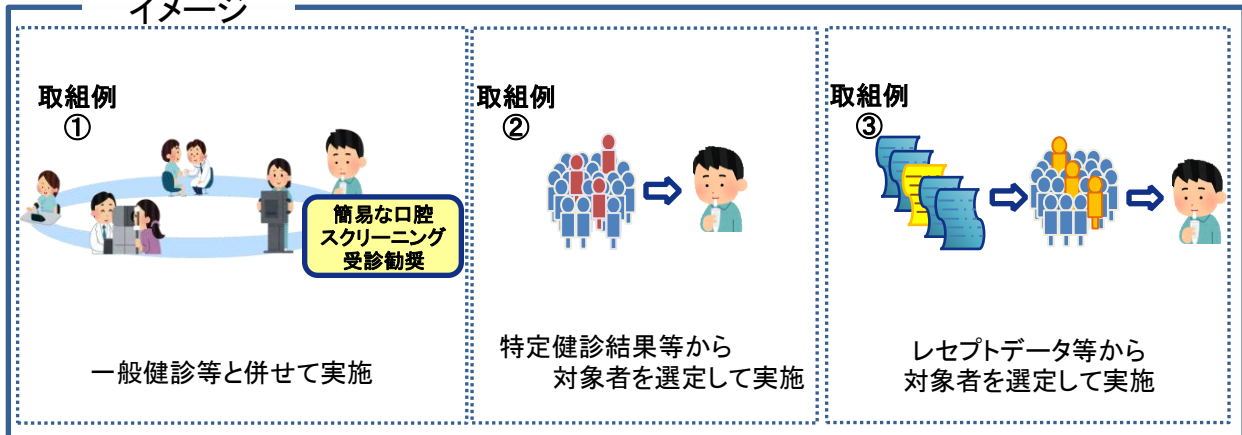 イメージ
取組例
①
簡易な口腔
スクリーニング
受診勧奨
一般健診等と併せて実施
取組例
②
特定健診結果等から
対象者を選定して実施
取組例
③
レセプトデータ等から
対象者を選定して実施